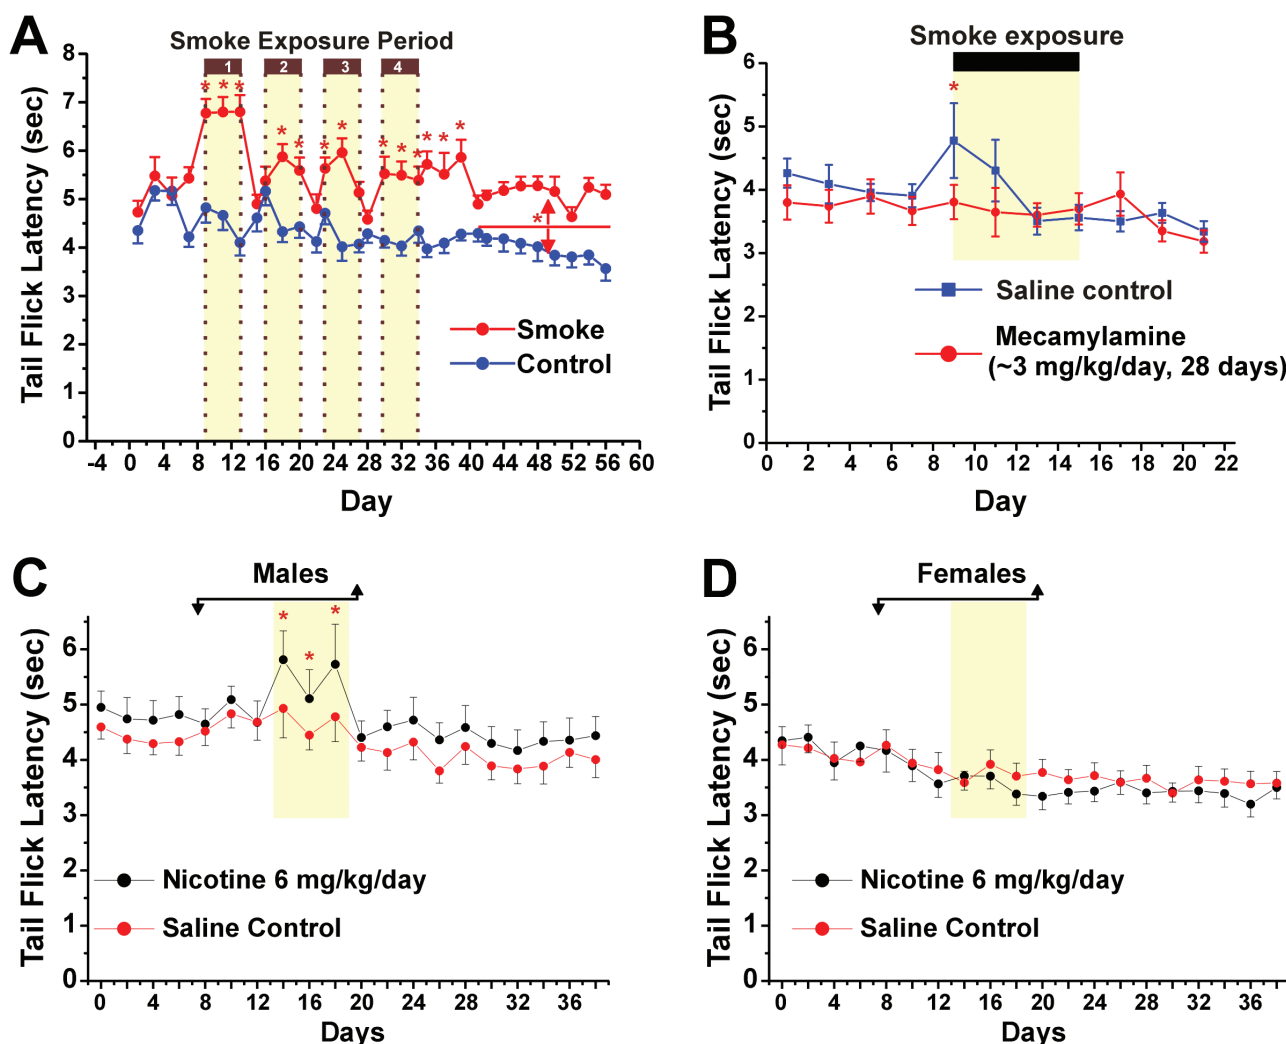 A
Smoke Exposure Period
1 2 3 4
* * * * * * * * * * * * *
*
Tail Flick Latency (sec)
8
7
6
5
4
3
2
1
0
Smoke
Control
-4 0 4 8 12 16 20 24 28 32 36 40 44 48 52 56 60
Day
B
Smoke exposure
*
Tail Flick Latency (sec)
6
5
4
3
2
1
0
Saline control
Mecamylamine
(~3 mg/kg/day, 28 days)
0 2 4 6 8 10 12 14 16 18 20 22
Day
C
Males
* * *
Tail Flick Latency (sec)
6
5
4
3
2
1
0
Nicotine 6 mg/kg/day
Saline Control
0 4 8 12 16 20 24 28 32 36
Days
D
Females
Tail Flick Latency (sec)
6
5
4
3
2
1
0
Nicotine 6 mg/kg/day
Saline Control
0 4 8 12 16 20 24 28 32 36
Days